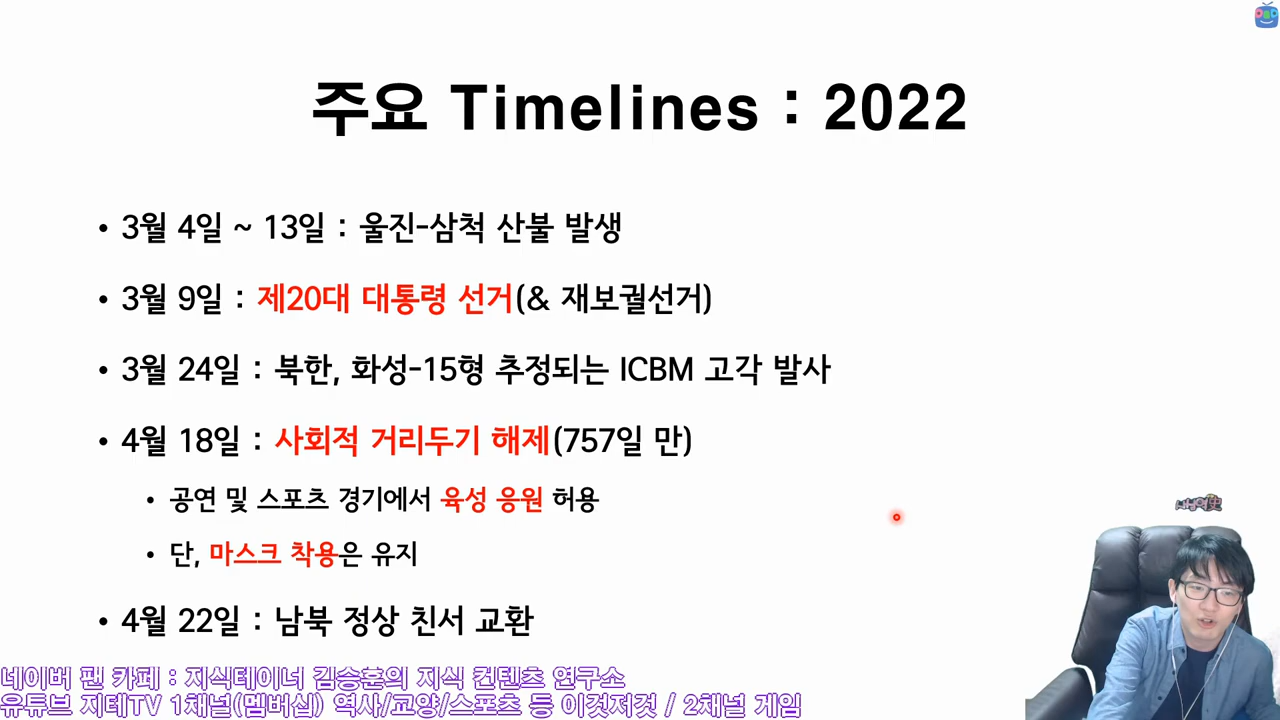 주요 Timelines : 2022
• 3월 4일 ~ 13일 : 울진-삼척 산불 발생
• 3월 9일 : 제20대 대통령 선거(& 재보궐선거)
• 3월 24일 : 북한, 화성-15형 추정되는 ICBM 고각 발사
• 4월 18일 : 사회적 거리두기 해제(757일 만)
• 공연 및 스포츠 경기에서 육성 응원 허용
• 단, 마스크 착용은 유지
• 4월 22일 : 남북 정상 친서 교환
네이버 팬 카페 : 지식테이너 김승훈의 지식 컨텐츠 연구소
유튜브 지테TV 1채널(멤버십) 역사/교양/스포츠 등 이것저것 / 2채널 게임